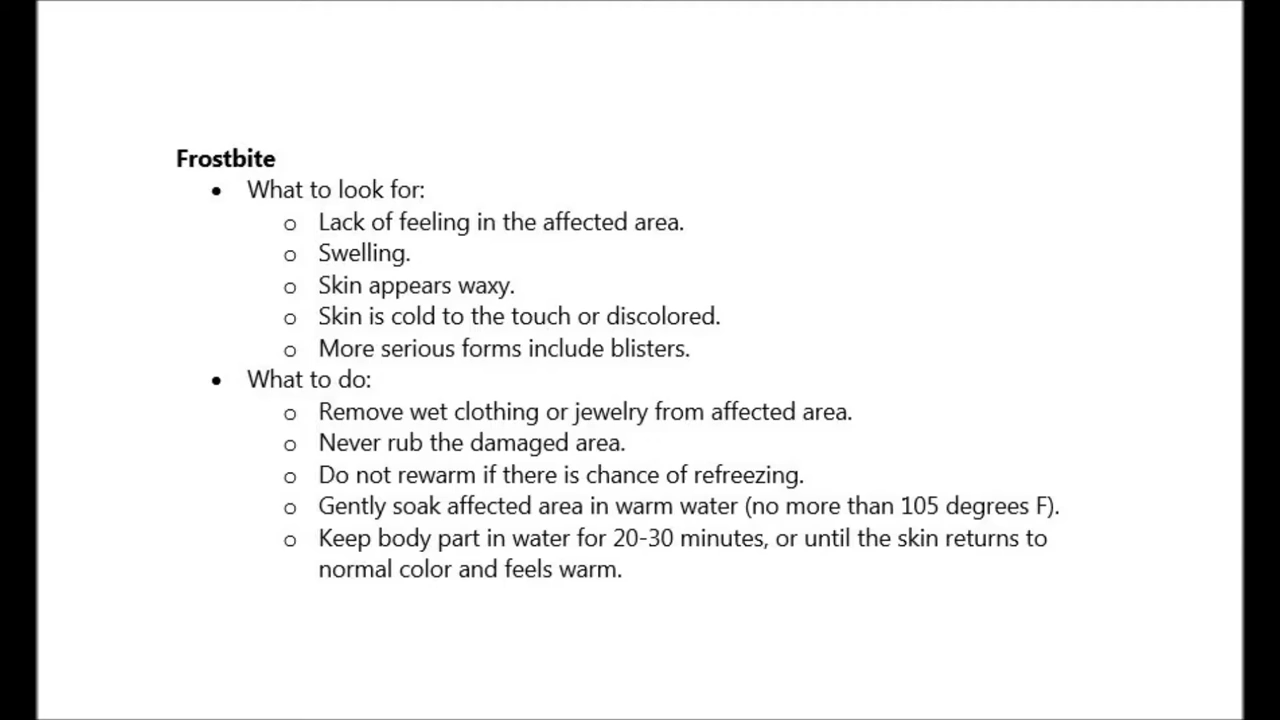 Frostbite
• What to look for:
o Lack of feeling in the affected area.
o Swelling.
o Skin appears waxy.
o Skin is cold to the touch or discolored.
o More serious forms include blisters.
• What to do:
o Remove wet clothing or jewelry from affected area.
o Never rub the damaged area.
o Do not rewarm if there is chance of refreezing.
o Gently soak affected area in warm water (no more than 105 degrees F).
o Keep body part in water for 20-30 minutes, or until the skin returns to
normal color and feels warm.